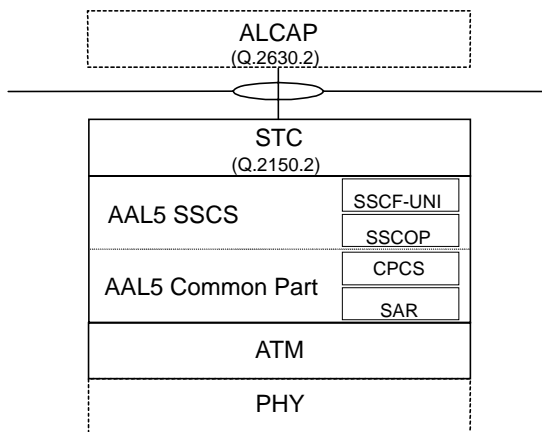 ALCAP
(Q.2630.2)
STC
(Q.2150.2)
AAL5 SSCS
SSCF-UNI
SSCOP
AAL5 Common Part
CPCS
SAR
ATM
PHY